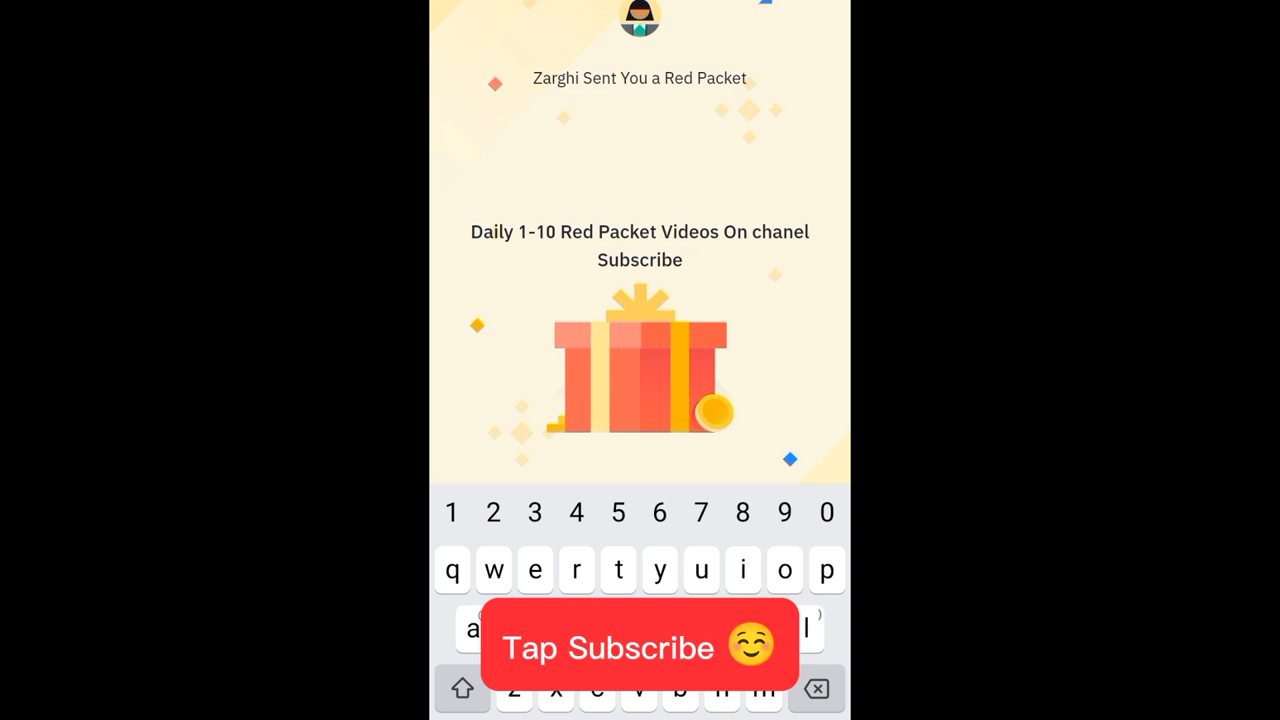 Zarghi Sent You a Red Packet
Daily 1-10 Red Packet Videos On chanel
Subscribe
1 2 3 4 5 6 7 8 9 0
q w e r t y u i o p
a l )
Tap Subscribe ☺️
z x c v b n m